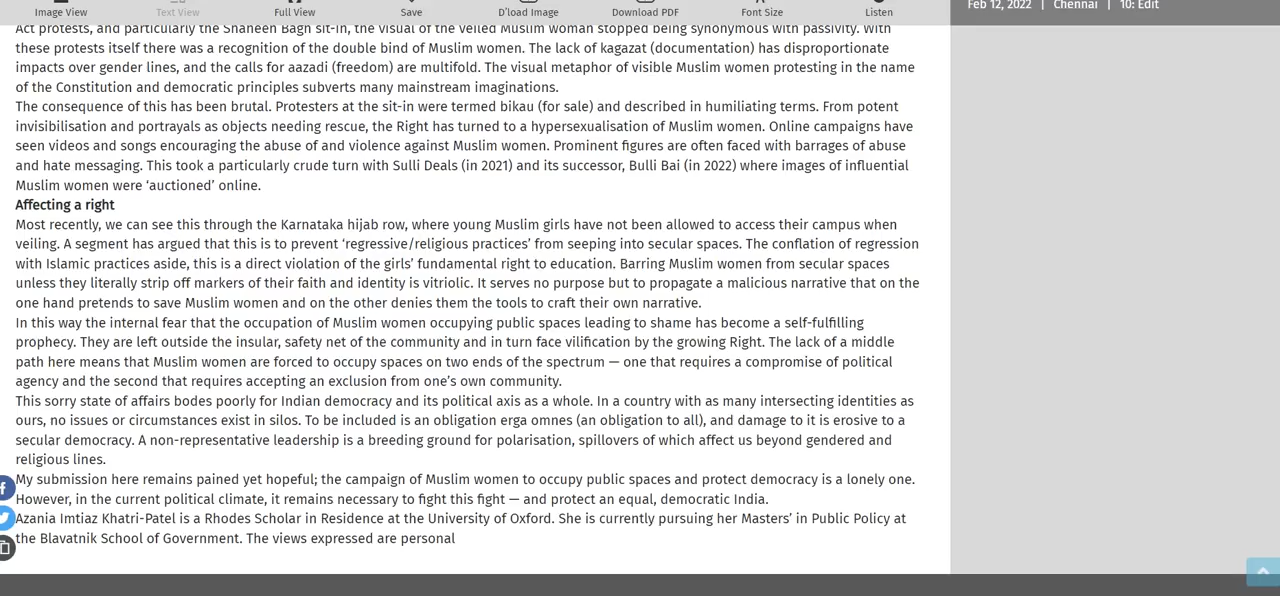 Feb 12, 2022 | Chennai | 10: Edit
Image View
Text View
Full View
Save
D'load Image
Download PDF
Font Size
Listen
Act protests, and particularly the Shaheen Bagh sit-in, the visual of the veiled Muslim woman stopped being synonymous with passivity. With
these protests itself there was a recognition of the double bind of Muslim women. The lack of kagazat (documentation) has disproportionate
impacts over gender lines, and the calls for aazadi (freedom) are multifold. The visual metaphor of visible Muslim women protesting in the name
of the Constitution and democratic principles subverts many mainstream imaginations.
The consequence of this has been brutal. Protesters at the sit-in were termed bikau (for sale) and described in humiliating terms. From potent
invisibilisation and portrayals as objects needing rescue, the Right has turned to a hypersexualisation of Muslim women. Online campaigns have
seen videos and songs encouraging the abuse of and violence against Muslim women. Prominent figures are often faced with barrages of abuse
and hate messaging. This took a particularly crude turn with Sulli Deals (in 2021) and its successor, Bulli Bai (in 2022) where images of influential
Muslim women were ‘auctioned’ online.
Affecting a right
Most recently, we can see this through the Karnataka hijab row, where young Muslim girls have not been allowed to access their campus when
veiling. A segment has argued that this is to prevent ‘regressive/religious practices’ from seeping into secular spaces. The conflation of regression
with Islamic practices aside, this is a direct violation of the girls’ fundamental right to education. Barring Muslim women from secular spaces
unless they literally strip off markers of their faith and identity is vitriolic. It serves no purpose but to propagate a malicious narrative that on the
one hand pretends to save Muslim women and on the other denies them the tools to craft their own narrative.
In this way the internal fear that the occupation of Muslim women occupying public spaces leading to shame has become a self-fulfilling
prophecy. They are left outside the insular, safety net of the community and in turn face vilification by the growing Right. The lack of a middle
path here means that Muslim women are forced to occupy spaces on two ends of the spectrum — one that requires a compromise of political
agency and the second that requires accepting an exclusion from one’s own community.
This sorry state of affairs bodes poorly for Indian democracy and its political axis as a whole. In a country with as many intersecting identities as
ours, no issues or circumstances exist in silos. To be included is an obligation erga omnes (an obligation to all), and damage to it is erosive to a
secular democracy. A non-representative leadership is a breeding ground for polarisation, spillovers of which affect us beyond gendered and
religious lines.
My submission here remains pained yet hopeful; the campaign of Muslim women to occupy public spaces and protect democracy is a lonely one.
However, in the current political climate, it remains necessary to fight this fight — and protect an equal, democratic India.
Azania Imtiaz Khatri-Patel is a Rhodes Scholar in Residence at the University of Oxford. She is currently pursuing her Masters’ in Public Policy at
the Blavatnik School of Government. The views expressed are personal